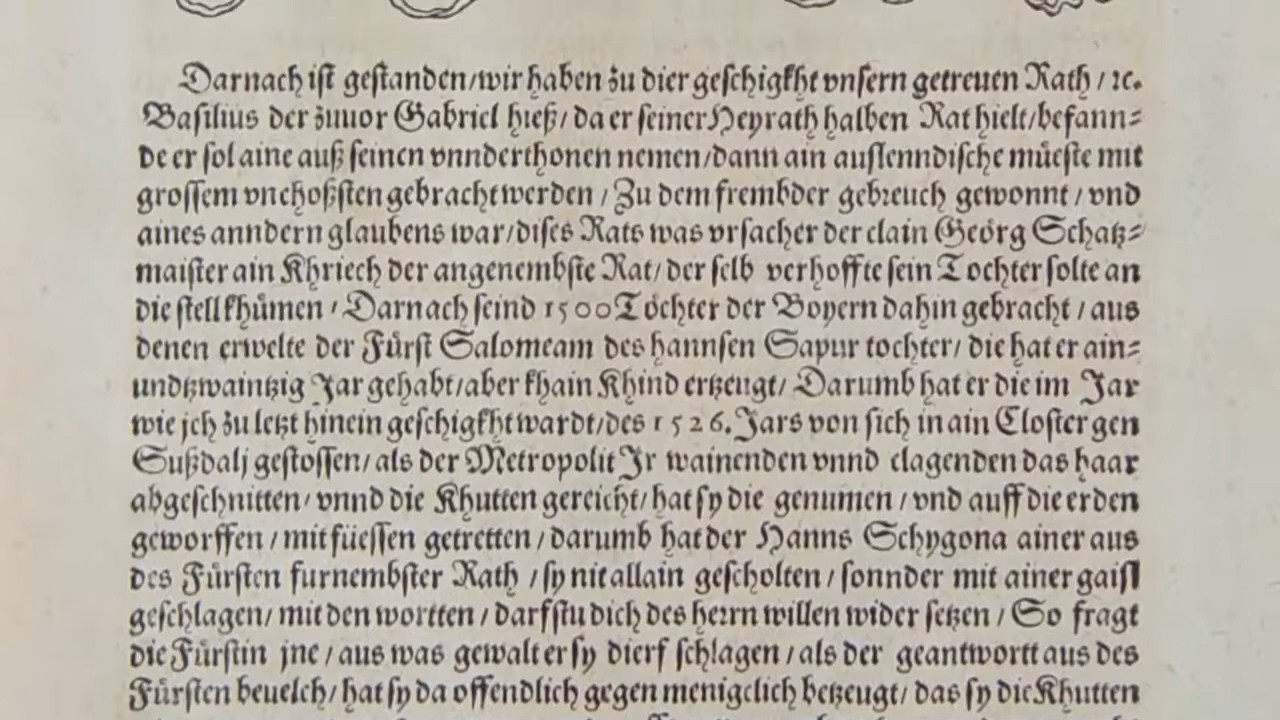 Darnach ist gestanden/wir haben zu dier geschigkht vnsern getreuen Rath / ꝛc.
Basilius der zuuor Gabriel hieß/ da er seiner Heyrath halben Rat hielt/befann⸗
de er sol aine auß seinen vnnderthonen nemen/dann ain auslenndische müeste mit
grossem vnchoßsten gebracht werden / Zu dem frembder gebreuch gewonnt / vnd
aines anndern glaubens war/dises Rats was vrsacher der clain Georg Schatz⸗
maister ain Khriech der angenembste Rat/ der selb verhoffte sein Tochter solte an
die stell khůmen / Darnach seind 1500 Töchter der Boyern dahin gebracht / aus
denen erwelte der Fürst Salomeam des hannsen Sapur tochter/ die hat er ain⸗
undtzwaintzig Jar gehabt/aber khain Khind ertzeugt/ Darumb hat er die im Jar
wie jch zu letzt hinein geschigkht wardt/des 1526. Jars von sich in ain Closter gen
Sußdalj gestossen/ als der Metropolit Jr wainenden vnnd clagenden das haar
abgeschnitten/ vnnd die Khutten gereicht/ hat sy die genumen / vnd auff die erden
geworffen / mit füessen getretten / darumb hat der Hanns Schygona ainer aus
des Fürsten furnembster Rath / sy nit allain gescholten / sonnder mit ainer gaisl
geschlagen/ mit den wortten / darfstu dich des herrn willen wider setzen / So fragt
die Fürstin jne / aus was gewalt er sy dierf schlagen / als der geantwortt aus des
Fürsten beuelch/ hat sy da offendlich gegen menigclich betzeugt/ das sy die Khutten